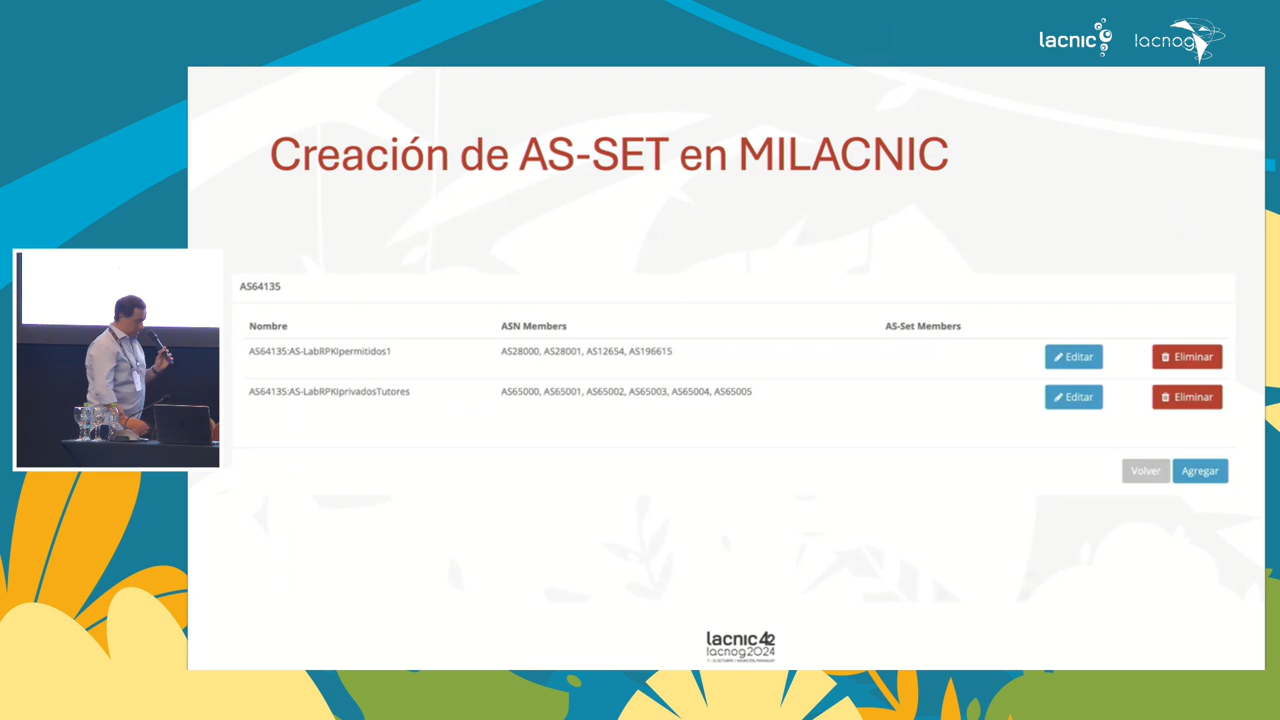 lacnic
lacnog
Creación de AS-SET en MILACNIC
AS64135
Nombre ASN Members AS-Set Members
AS64135:AS-LabRPKIpermitidos1 AS28000, AS28001, AS12654, AS196615 Editar Eliminar
AS64135:AS-LabRPKIprivadosTutores AS65000, AS65001, AS65002, AS65003, AS65004, AS65005 Editar Eliminar
Volver Agregar
lacnic42
lacnog2024